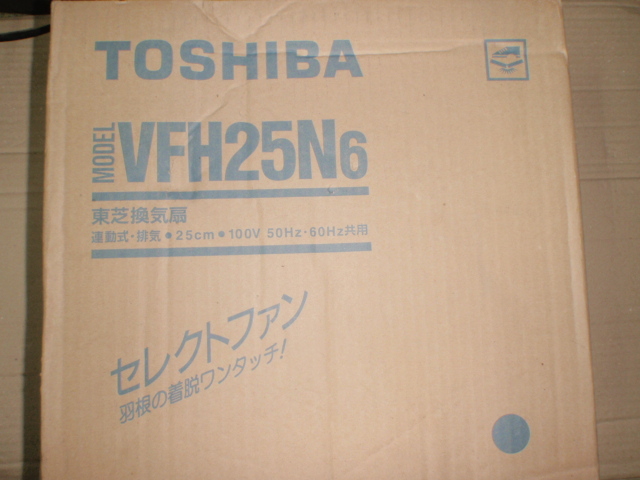 TOSHIBA
MODEL VFH25N6
東芝換気扇
連動式・排気●25cm●100V 50Hz・60Hz共用
セレクトファン
羽根の着脱ワンタッチ!